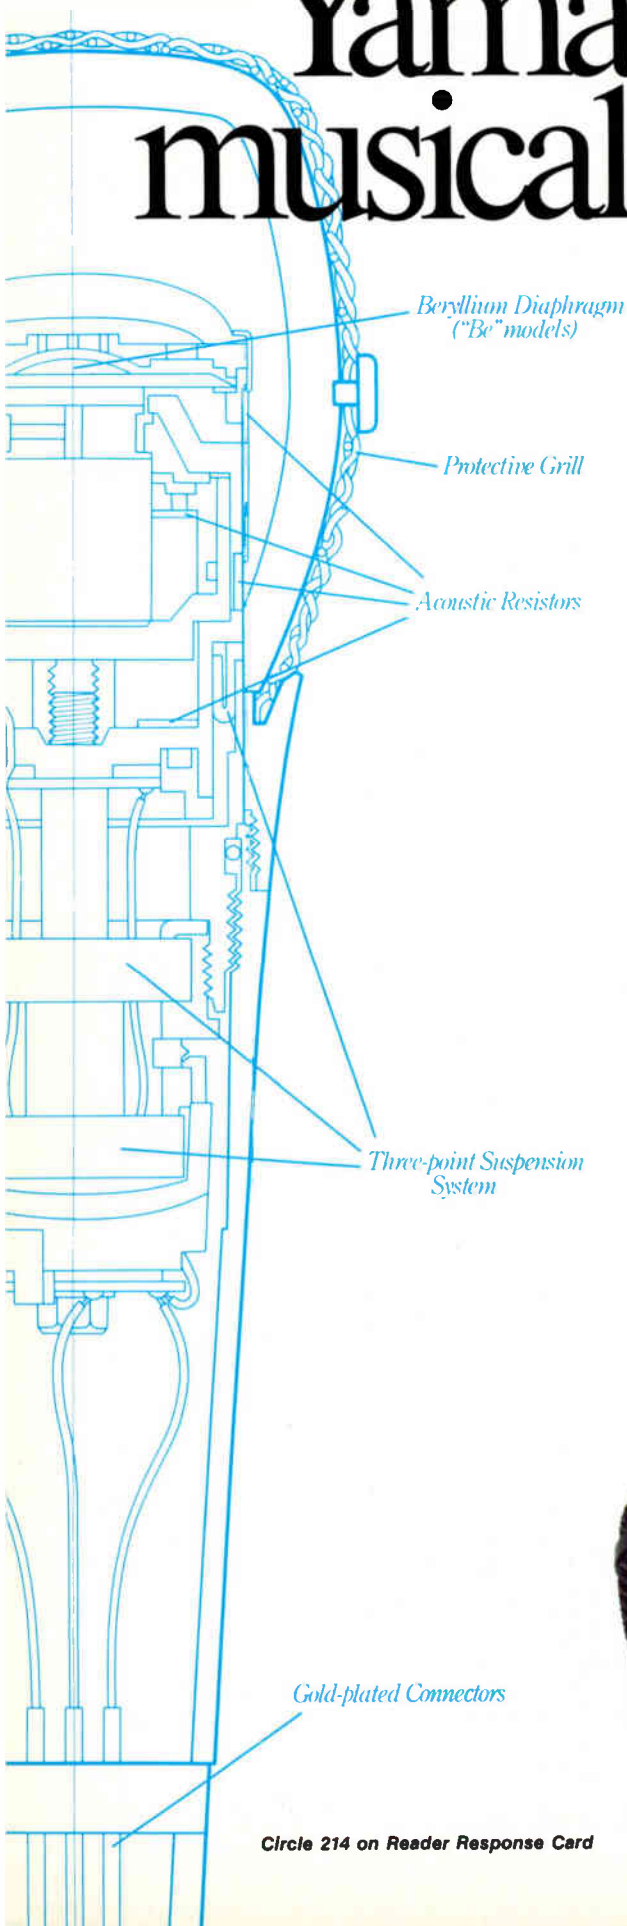 Yama
musical
Beryllium Diaphragm
("Be" models)
Protective Grill
Acoustic Resistors
Three-point Suspension
System
Gold-plated Connectors
Circle 214 on Reader Response Card